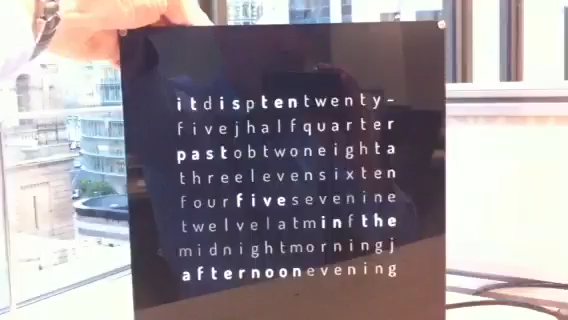 itdisptentwenty-
fivejhalfquarter
pastobtwoneighta
threelevensixten
fourfivesevenine
twelvelatminfthe
midnightmorningj
afternoonevening